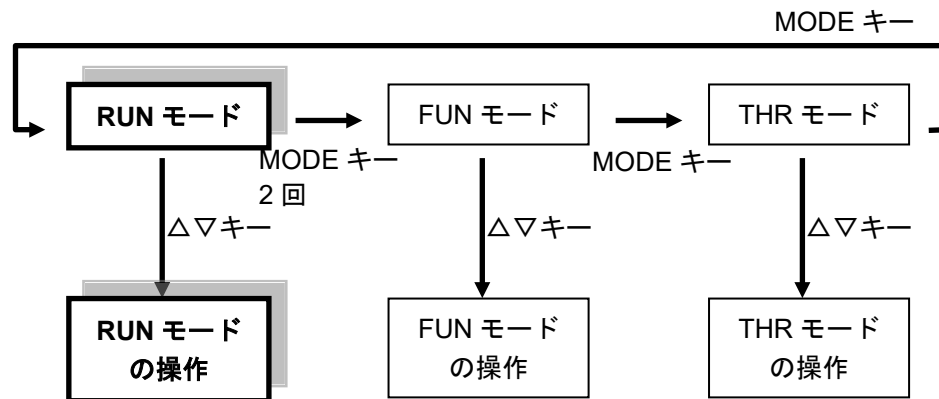 MODE キー
RUN モード
FUN モード
THR モード
MODE キー
2 回
MODE キー
△▽キー
△▽キー
△▽キー
RUN モード
の操作
FUN モード
の操作
THR モード
の操作